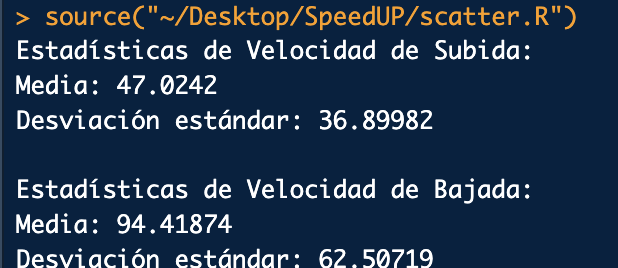 > source("~/Desktop/SpeedUP/scatter.R")
Estadísticas de Velocidad de Subida:
Media: 47.0242
Desviación estándar: 36.89982

Estadísticas de Velocidad de Bajada:
Media: 94.41874
Desviación estándar: 62.50719